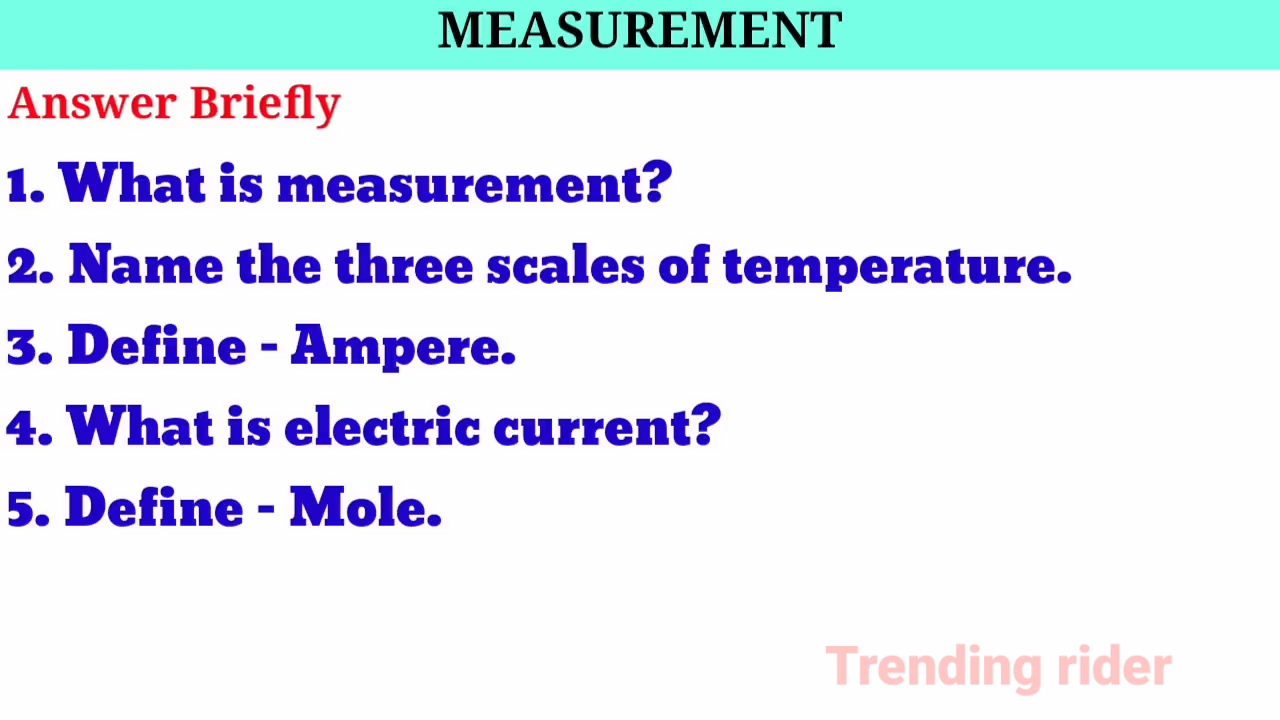 MEASUREMENT
Answer Briefly
1. What is measurement?
2. Name the three scales of temperature.
3. Define - Ampere.
4. What is electric current?
5. Define - Mole.
Trending rider